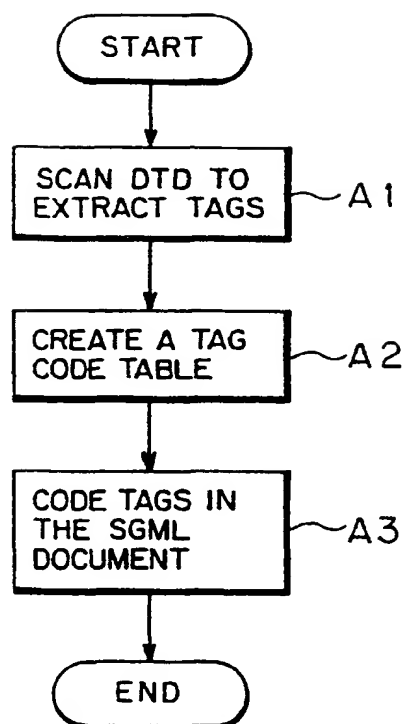 START
SCAN DTD TO
EXTRACT TAGS
A1
CREATE A TAG
CODE TABLE
A2
CODE TAGS IN
THE SGML
DOCUMENT
A3
END